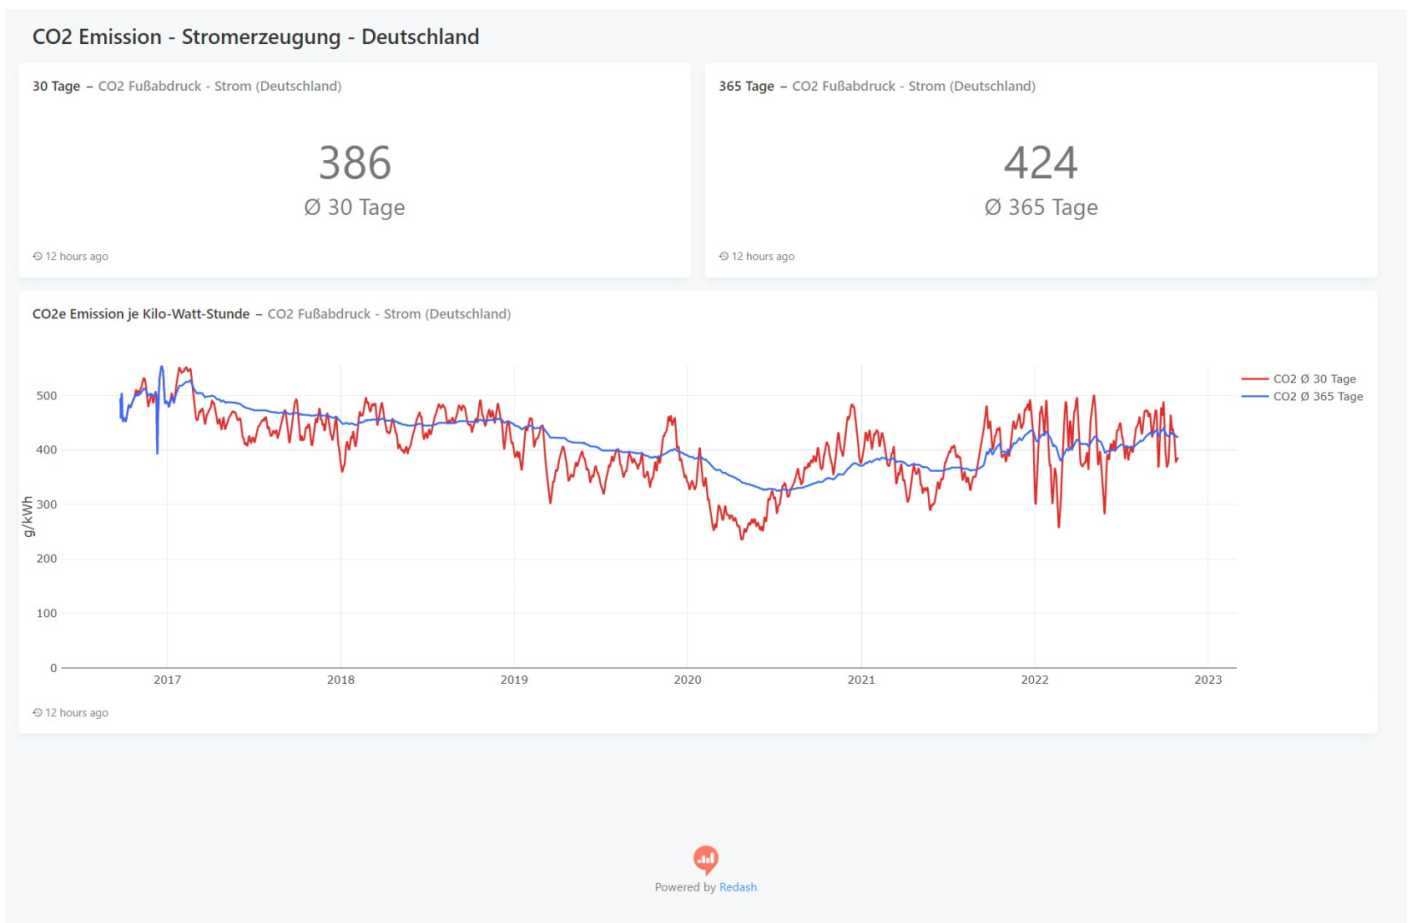 CO2 Emission - Stromerzeugung - Deutschland
30 Tage – CO2 Fußabdruck - Strom (Deutschland)
386
Ø 30 Tage
12 hours ago
365 Tage – CO2 Fußabdruck - Strom (Deutschland)
424
Ø 365 Tage
12 hours ago
CO2e Emission je Kilo-Watt-Stunde – CO2 Fußabdruck - Strom (Deutschland)
CO2 Ø 30 Tage
CO2 Ø 365 Tage
g/kWh
500
400
300
200
100
0
2017 2018 2019 2020 2021 2022 2023
12 hours ago
Powered by Redash